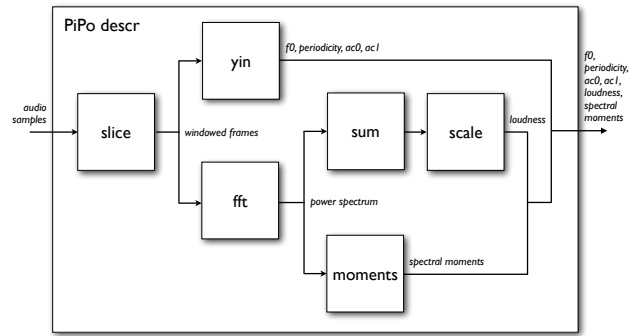 PiPo descr
f0, periodicity, ac0, ac1
f0,
periodicity,
ac0, ac1,
loudness,
spectral
moments
yin
audio
samples
slice
windowed frames
sum
scale
loudness
fft
power spectrum
moments
spectral moments